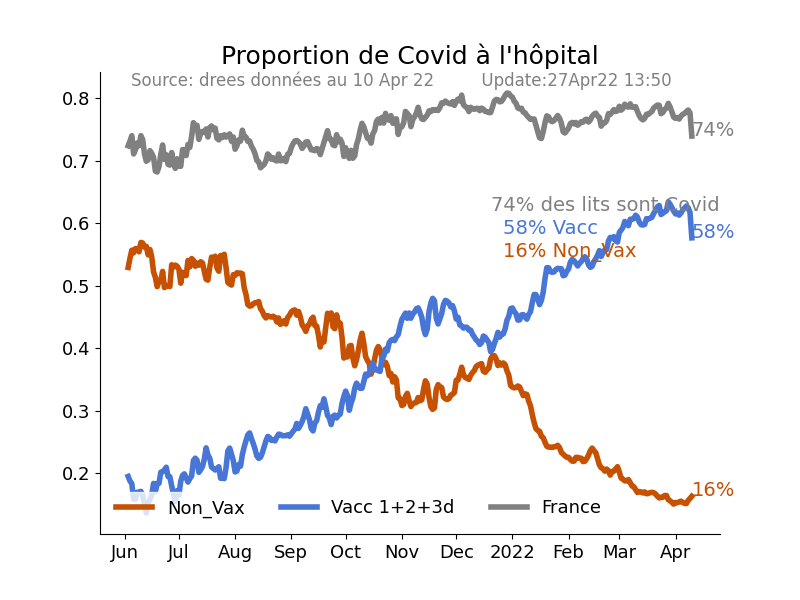 Proportion de Covid à l'hôpital
Source: drees données au 10 Apr 22 Update:27Apr22 13:50
0.8
74%
0.7
74% des lits sont Covid
0.6
58% Vacc
58%
16% Non_Vax
0.5
0.4
0.3
0.2
16%
Non_Vax Vacc 1+2+3d France
Jun Jul Aug Sep Oct Nov Dec 2022 Feb Mar Apr